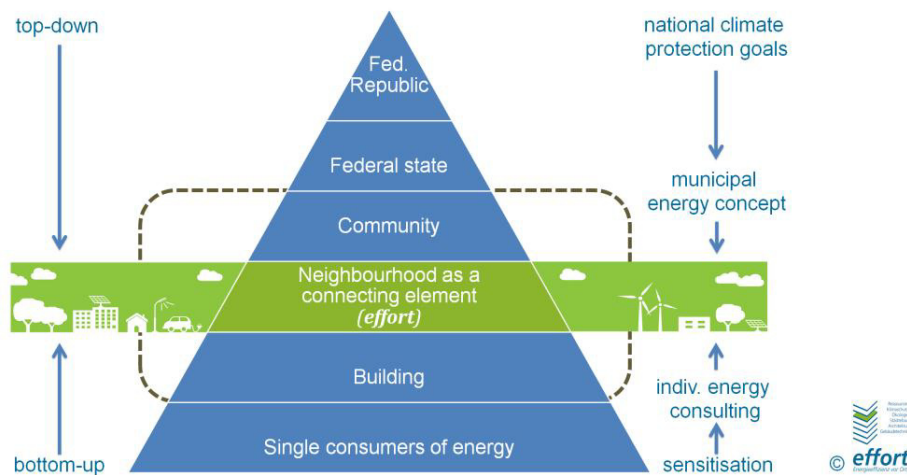 top-down
national climate
protection goals
Fed.
Republic
Federal state
municipal
energy concept
Community
Neighbourhood as a
connecting element
(effort)
Building
indiv. energy
consulting
Single consumers of energy
bottom-up
sensitisation
© effort